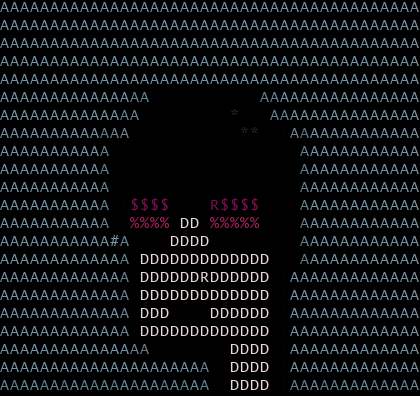 AAAAAAAAAAAAAAAAAAAAAAAAAAAAAAAAAAAAAAAAAA
AAAAAAAAAAAAAAAAAAAAAAAAAAAAAAAAAAAAAAAAAA
AAAAAAAAAAAAAAAAAAAAAAAAAAAAAAAAAAAAAAAAAA
AAAAAAAAAAAAAAAAAAAAAAAAAAAAAAAAAAAAAAAAAA
AAAAAAAAAAAAAAAAAAAAAAAAAAAAAAAAAAAAAAAAAA
AAAAAAAAAAAAAAA           AAAAAAAAAAAAAAAA
AAAAAAAAAAAAAA         *   AAAAAAAAAAAAAAA
AAAAAAAAAAAAA           **   AAAAAAAAAAAAA
AAAAAAAAAAA                   AAAAAAAAAAAA
AAAAAAAAAAA                   AAAAAAAAAAAA
AAAAAAAAAAA                   AAAAAAAAAAAA
AAAAAAAAAAA  $$$$    R$$$$    AAAAAAAAAAAA
AAAAAAAAAAA  %%%% DD %%%%%    AAAAAAAAAAAA
AAAAAAAAAAA#A    DDDD         AAAAAAAAAAAA
AAAAAAAAAAAAA DDDDDDDDDDDDD   AAAAAAAAAAAA
AAAAAAAAAAAAA DDDDDDRDDDDDD  AAAAAAAAAAAAA
AAAAAAAAAAAAA DDDDDDDDDDDDD  AAAAAAAAAAAAA
AAAAAAAAAAAAA DDD    DDDDDD  AAAAAAAAAAAAA
AAAAAAAAAAAAA DDDDDDDDDDDDD  AAAAAAAAAAAAA
AAAAAAAAAAAAAAA        DDDD  AAAAAAAAAAAAA
AAAAAAAAAAAAAAAAAAAAA  DDDD  AAAAAAAAAAAAA
AAAAAAAAAAAAAAAAAAAAA  DDDD  AAAAAAAAAAAAA